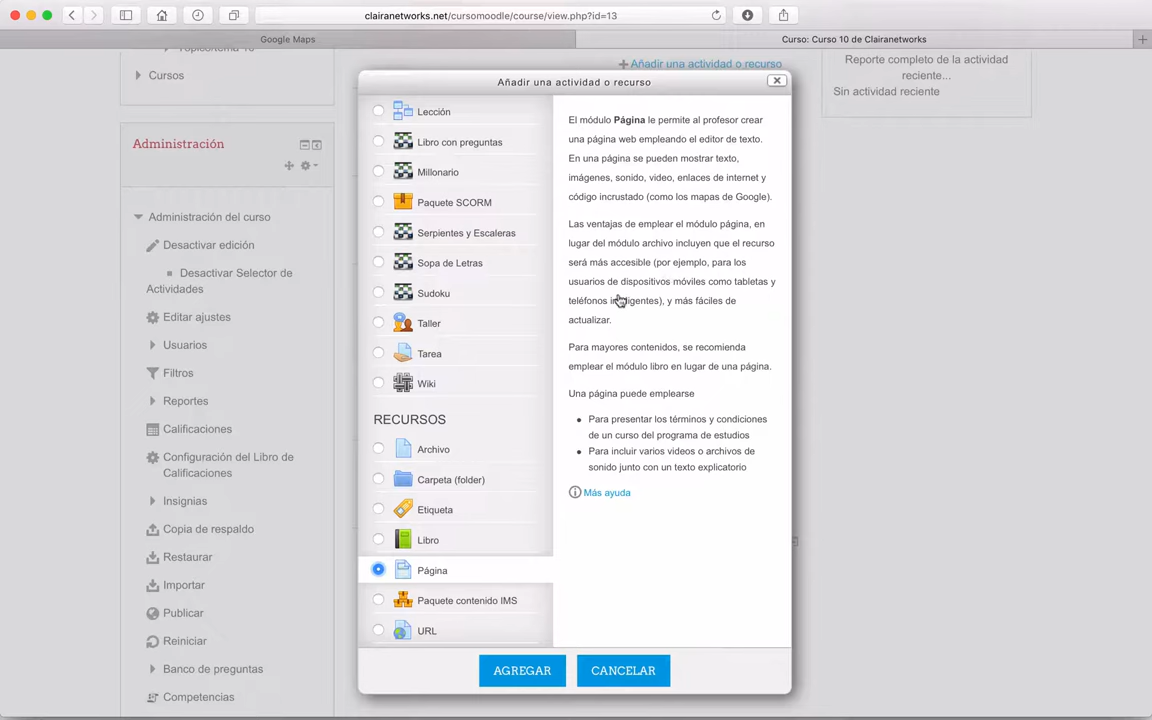 clairanetworks.net/cursomoodle/course/view.php?id=13
Google Maps
Curso: Curso 10 de Clairanetworks
Cursos
Administración
Administración del curso
Desactivar edición
Desactivar Selector de
Actividades
Editar ajustes
Usuarios
Filtros
Reportes
Calificaciones
Configuración del Libro de
Calificaciones
Insignias
Copia de respaldo
Restaurar
Importar
Publicar
Reiniciar
Banco de preguntas
Competencias
Añadir una actividad o recurso
Añadir una actividad o recurso
Lección
Libro con preguntas
Millonario
Paquete SCORM
Serpientes y Escaleras
Sopa de Letras
Sudoku
Taller
Tarea
Wiki
RECURSOS
Archivo
Carpeta (folder)
Etiqueta
Libro
Página
Paquete contenido IMS
URL
El módulo Página le permite al profesor crear
una página web empleando el editor de texto.
En una página se pueden mostrar texto,
imágenes, sonido, video, enlaces de internet y
código incrustado (como los mapas de Google).
Las ventajas de emplear el módulo página, en
lugar del módulo archivo incluyen que el recurso
será más accesible (por ejemplo, para los
usuarios de dispositivos móviles como tabletas y
teléfonos inteligentes), y más fáciles de
actualizar.
Para mayores contenidos, se recomienda
emplear el módulo libro en lugar de una página.
Una página puede emplearse
Para presentar los términos y condiciones
de un curso del programa de estudios
Para incluir varios videos o archivos de
sonido junto con un texto explicatorio
Más ayuda
AGREGAR
CANCELAR
Reporte completo de la actividad
reciente...
Sin actividad reciente